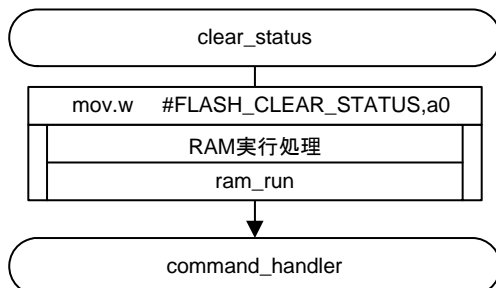 clear_status
mov.w #FLASH_CLEAR_STATUS,a0
RAM実行処理
ram_run
command_handler